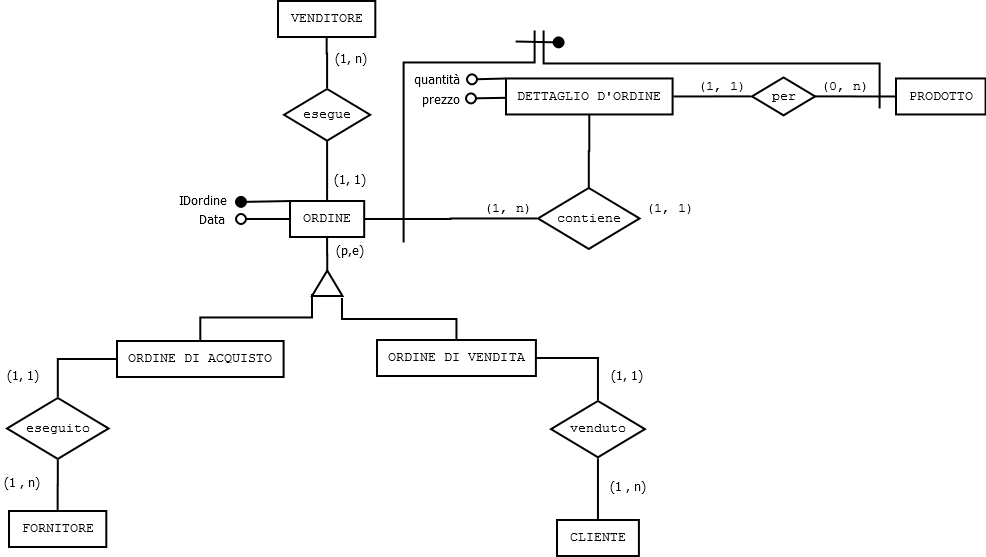 VENDITORE
(1, n)
quantità
DETTAGLIO D'ORDINE
(1, 1)
per
(0, n)
PRODOTTO
prezzo
esegue
(1, 1)
IDordine
Data
ORDINE
(1, n)
contiene
(1, 1)
(p,e)
ORDINE DI ACQUISTO
ORDINE DI VENDITA
(1, 1)
(1, 1)
eseguito
venduto
(1 , n)
(1 , n)
FORNITORE
CLIENTE